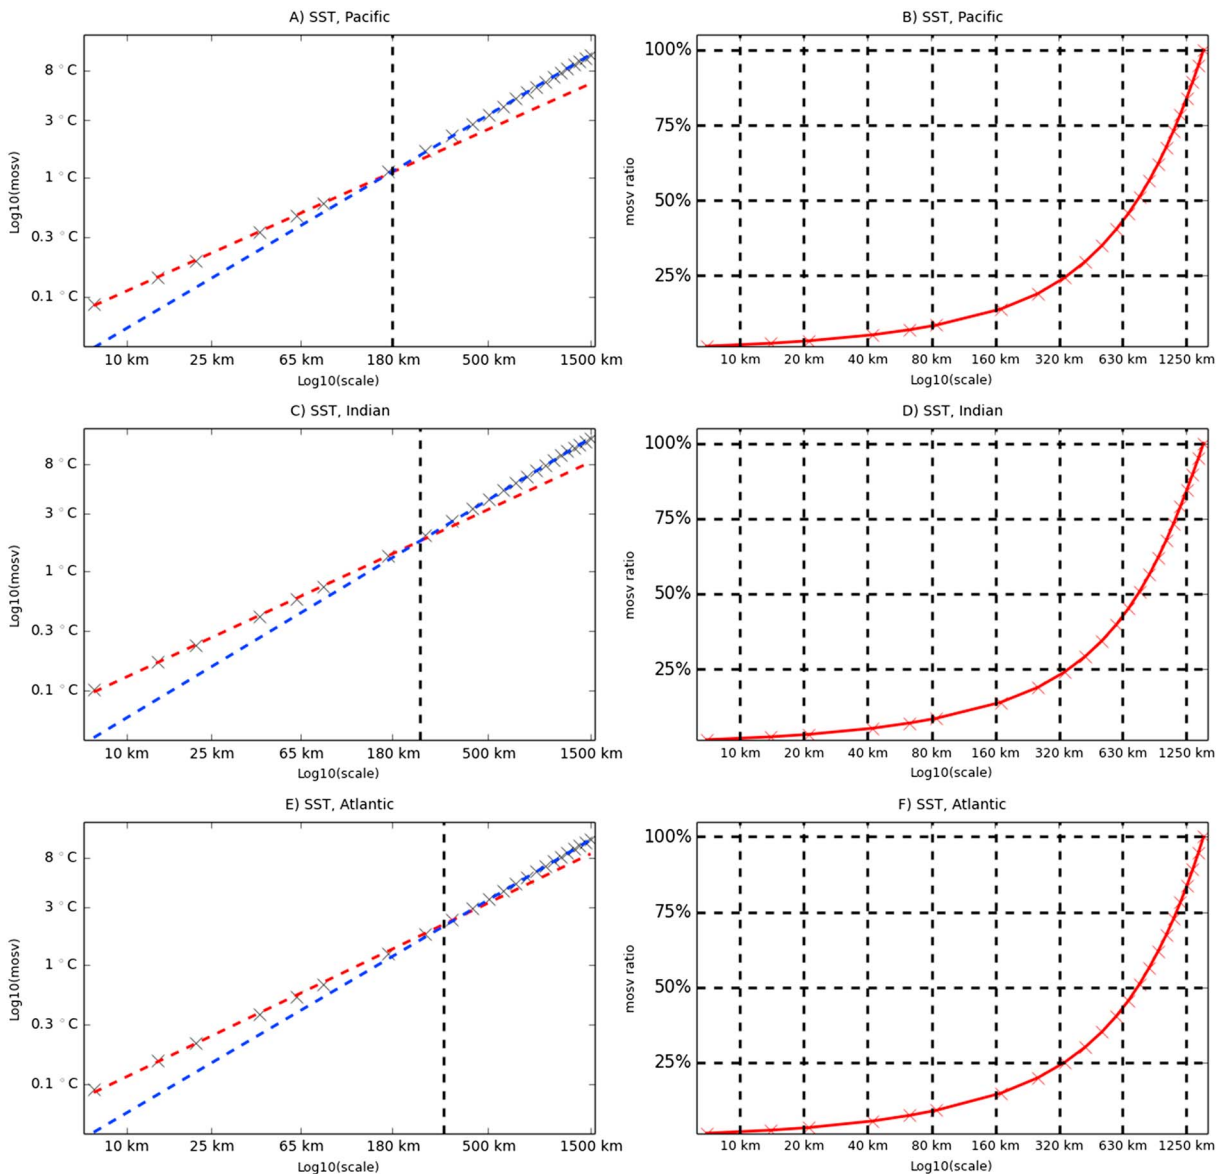 A) SST, Pacific
Log10(mosv)
8 °C
3 °C
1 °C
0.3 °C
0.1 °C
10 km 25 km 65 km 180 km 500 km 1500 km
Log10(scale)
B) SST, Pacific
mosv ratio
100%
75%
50%
25%
10 km 20 km 40 km 80 km 160 km 320 km 630 km 1250 km
Log10(scale)
C) SST, Indian
Log10(mosv)
8 °C
3 °C
1 °C
0.3 °C
0.1 °C
10 km 25 km 65 km 180 km 500 km 1500 km
Log10(scale)
D) SST, Indian
mosv ratio
100%
75%
50%
25%
10 km 20 km 40 km 80 km 160 km 320 km 630 km 1250 km
Log10(scale)
E) SST, Atlantic
Log10(mosv)
8 °C
3 °C
1 °C
0.3 °C
0.1 °C
10 km 25 km 65 km 180 km 500 km 1500 km
Log10(scale)
F) SST, Atlantic
mosv ratio
100%
75%
50%
25%
10 km 20 km 40 km 80 km 160 km 320 km 630 km 1250 km
Log10(scale)